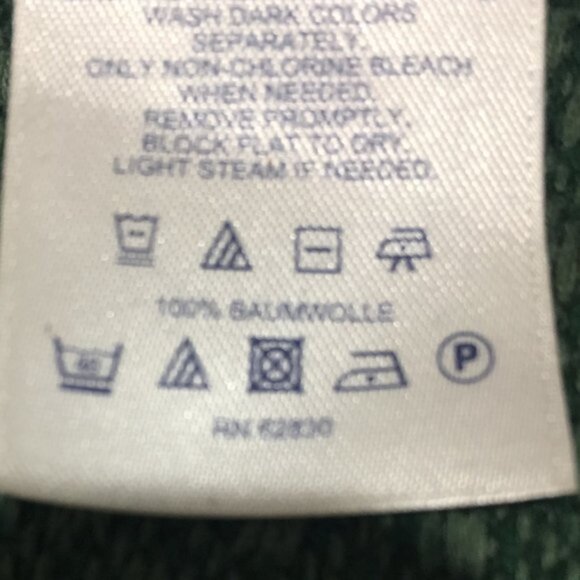 WASH DARK COLORS
SEPARATELY.
ONLY NON-CHLORINE BLEACH
WHEN NEEDED.
REMOVE PROMPTLY.
BLOCK FLAT TO DRY.
LIGHT STEAM IF NEEDED.
100% BAUMWOLLE
40
P
RN 62830